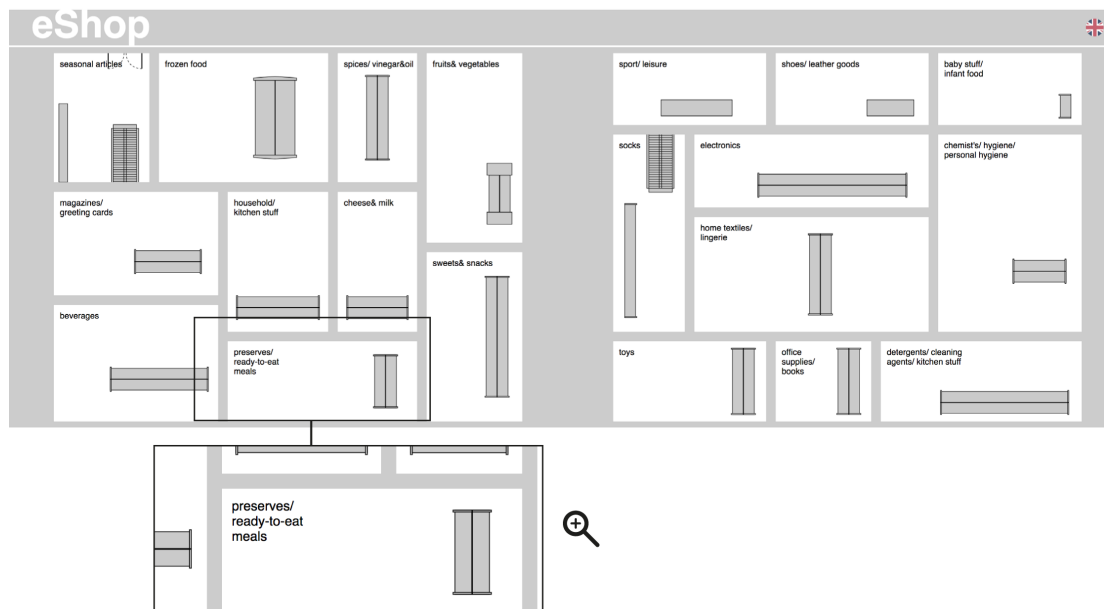 eShop
seasonal articles
frozen food
spices/ vinegar&oil
fruits& vegetables
sport/ leisure
shoes/ leather goods
baby stuff/
infant food
socks
electronics
chemist's/ hygiene/
personal hygiene
magazines/
greeting cards
household/
kitchen stuff
cheese& milk
home textiles/
lingerie
sweets& snacks
beverages
preserves/
ready-to-eat
meals
toys
office
supplies/
books
detergents/ cleaning
agents/ kitchen stuff
preserves/
ready-to-eat
meals